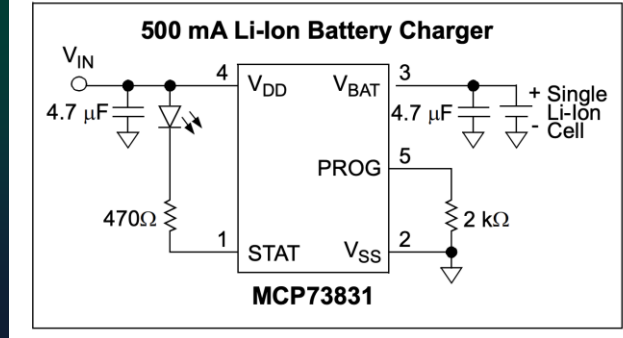 500 mA Li-Ion Battery Charger
VIN
4
VDD
VBAT
3
4.7 µF
4.7 µF
+ Single
Li-Ion
- Cell
PROG
5
470Ω
2 kΩ
1
STAT
VSS
2
MCP73831